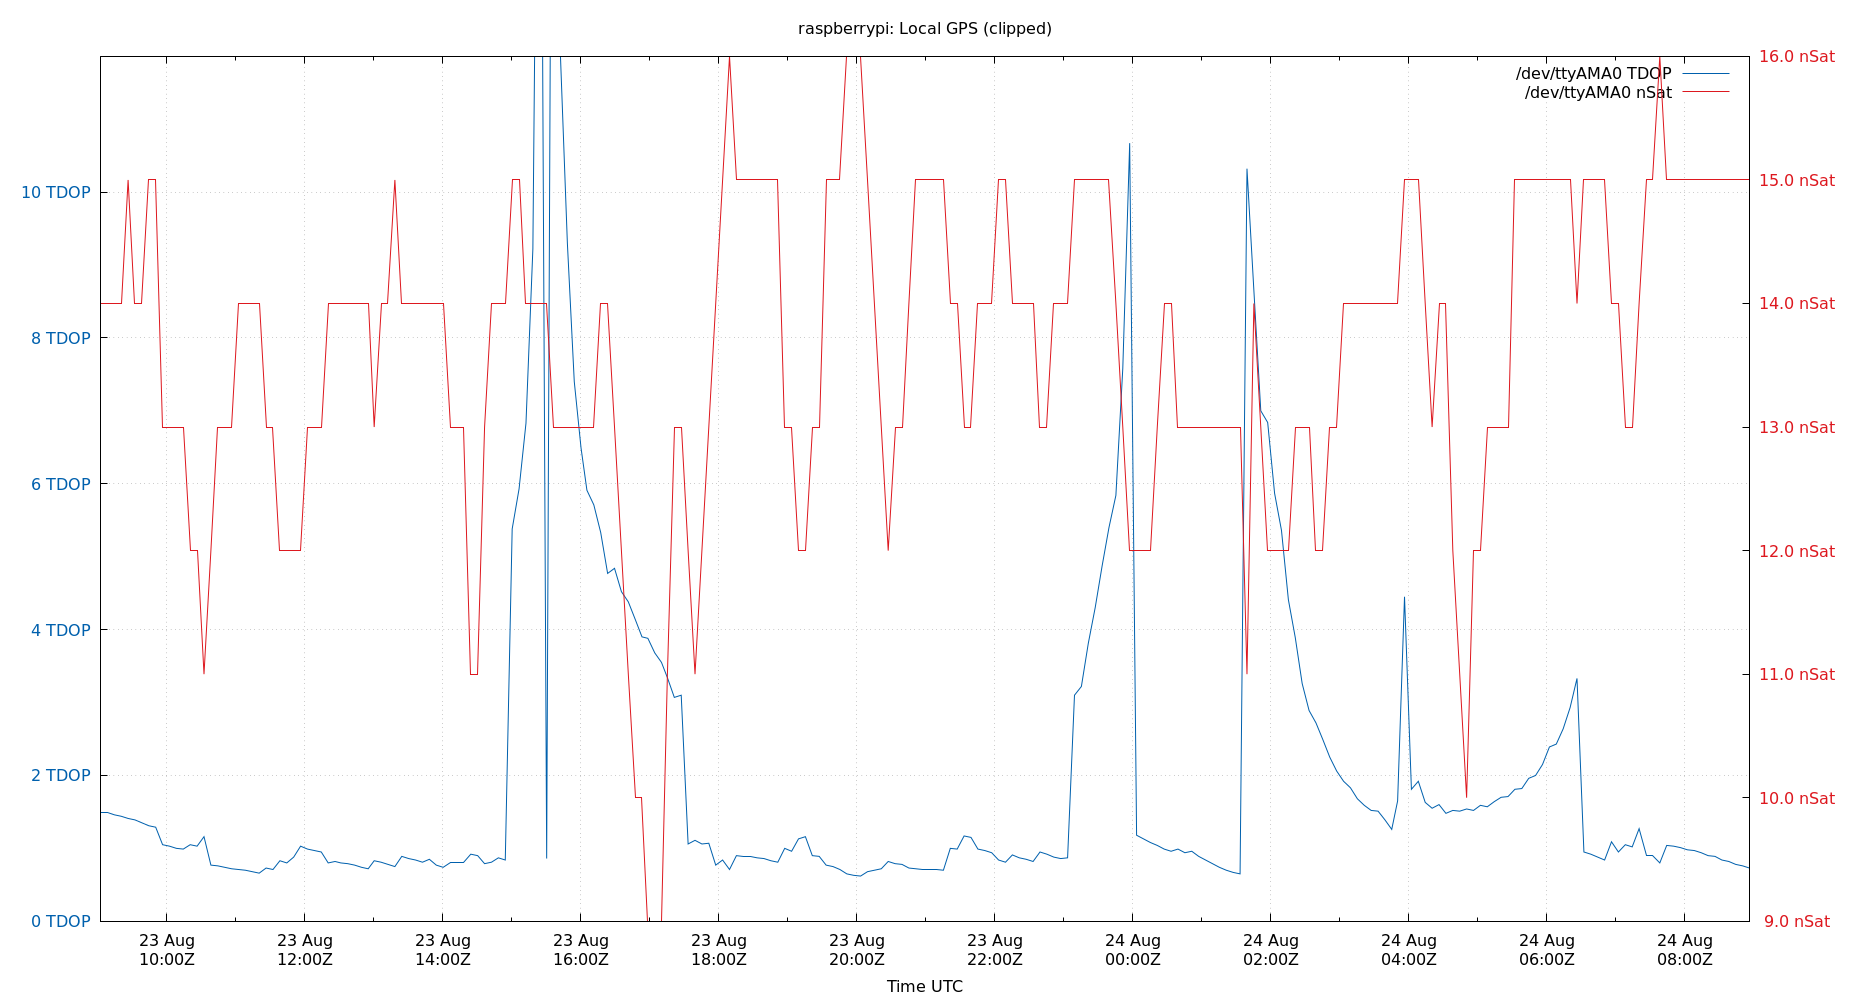 raspberrypi: Local GPS (clipped)
/dev/ttyAMA0 TDOP
/dev/ttyAMA0 nSat
10 TDOP
8 TDOP
6 TDOP
4 TDOP
2 TDOP
0 TDOP
16.0 nSat
15.0 nSat
14.0 nSat
13.0 nSat
12.0 nSat
11.0 nSat
10.0 nSat
9.0 nSat
23 Aug 23 Aug 23 Aug 23 Aug 23 Aug 23 Aug 23 Aug 24 Aug 24 Aug 24 Aug 24 Aug 24 Aug
10:00Z 12:00Z 14:00Z 16:00Z 18:00Z 20:00Z 22:00Z 00:00Z 02:00Z 04:00Z 06:00Z 08:00Z
Time UTC